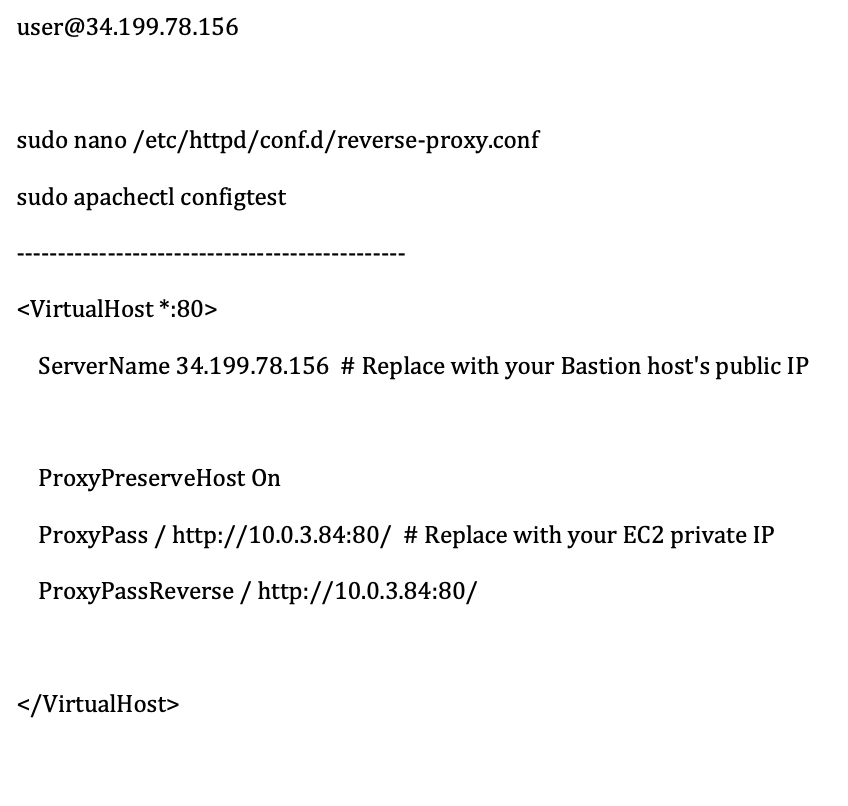 user@34.199.78.156
sudo nano /etc/httpd/conf.d/reverse-proxy.conf
sudo apachectl configtest
-----------------------------------------------
<VirtualHost *:80>
ServerName 34.199.78.156  # Replace with your Bastion host's public IP
ProxyPreserveHost On
ProxyPass / http://10.0.3.84:80/  # Replace with your EC2 private IP
ProxyPassReverse / http://10.0.3.84:80/
</VirtualHost>